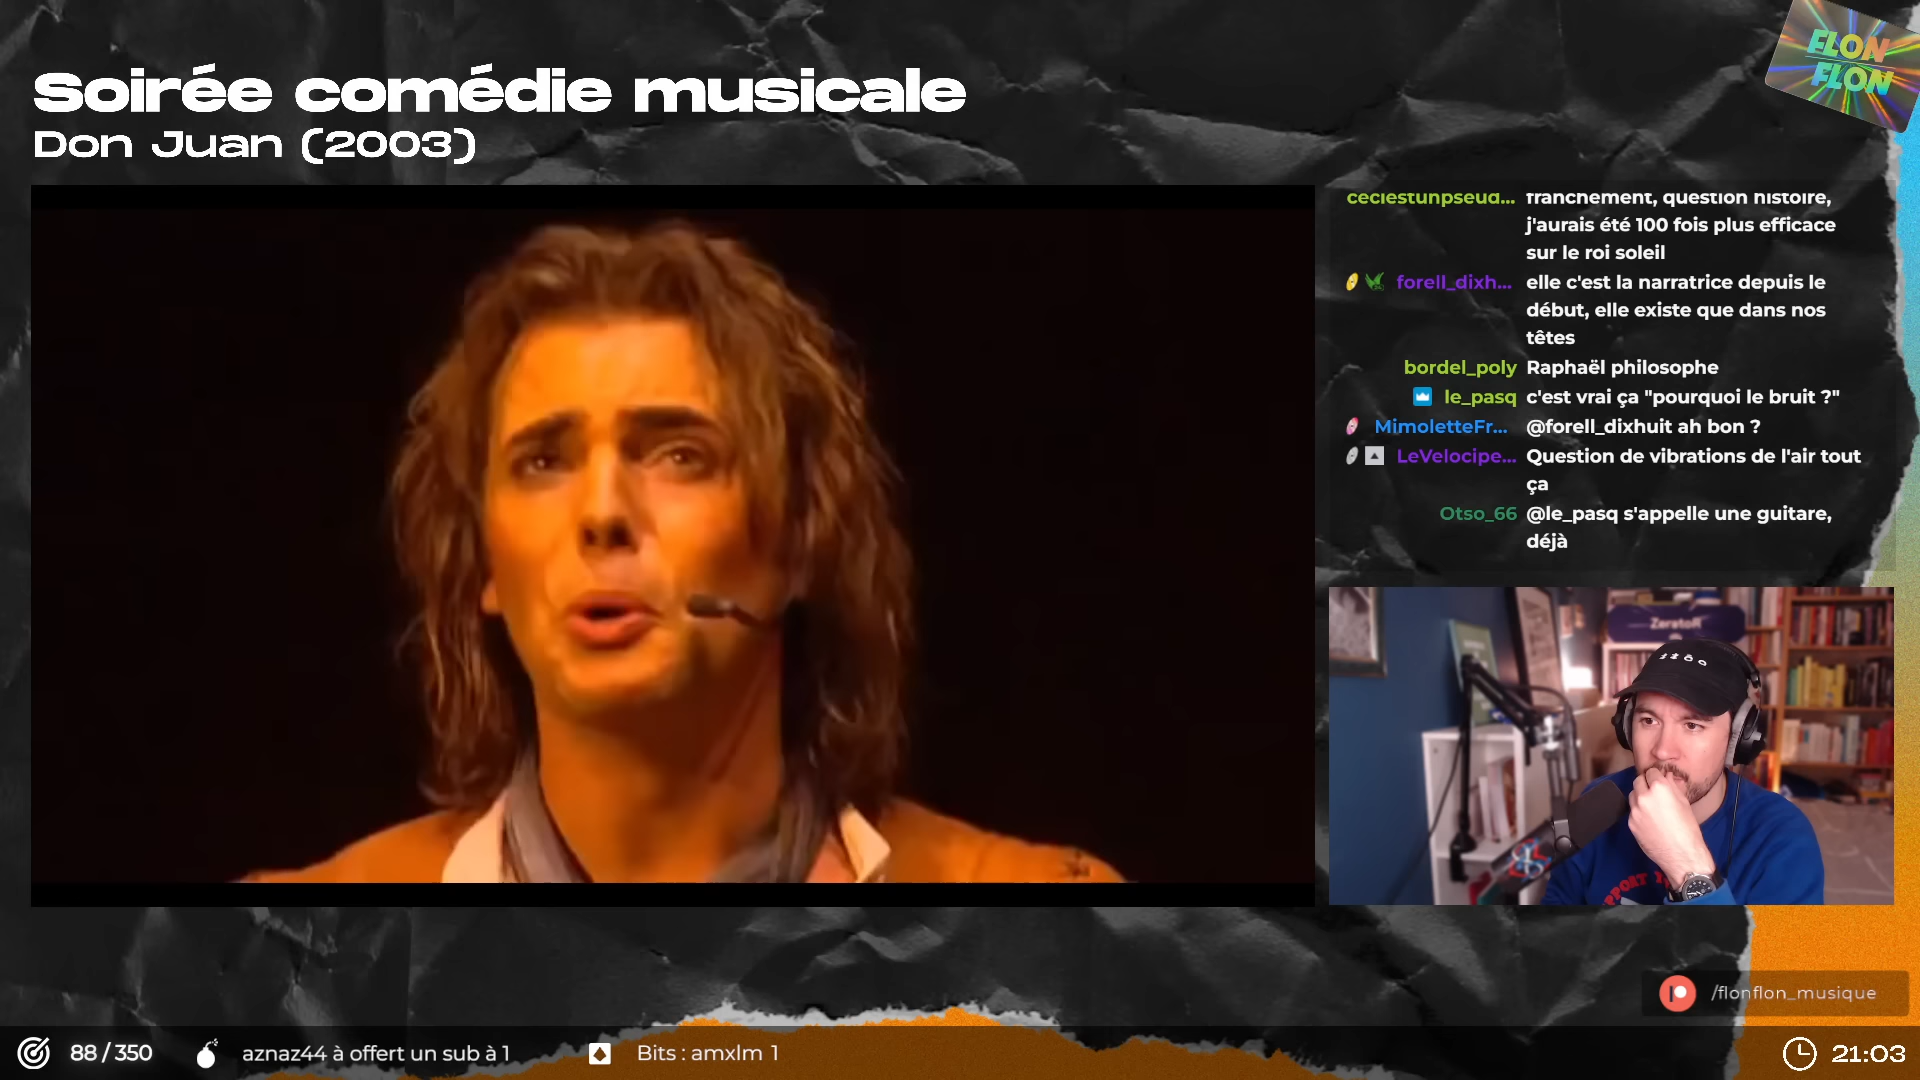 Soirée comédie musicale
Don Juan (2003)
FLON
FLON
ceciestunpseud... franchement, question histoire,
j'aurais été 100 fois plus efficace
sur le roi soleil
forell_dixh... elle c'est la narratrice depuis le
début, elle existe que dans nos
têtes
bordel_poly Raphaël philosophe
le_pasq c'est vrai ça "pourquoi le bruit ?"
MimoletteFr... @forell_dixhuit ah bon ?
LeVelocipe... Question de vibrations de l'air tout
ça
Otso_66 @le_pasq s'appelle une guitare,
déjà
ZeratoR
/flonflon_musique
88 / 350
aznaz44 à offert un sub à 1
Bits : amxlm 1
21:03